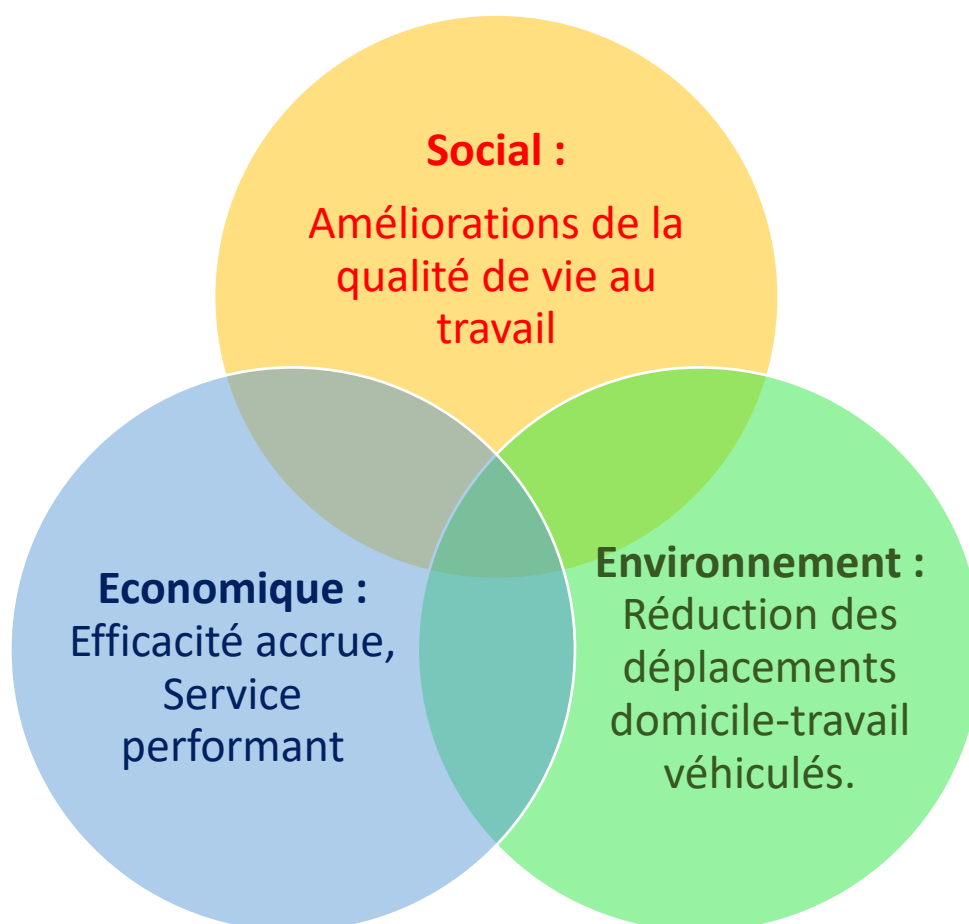 Social :
Améliorations de la
qualité de vie au
travail
Economique :
Efficacité accrue,
Service
performant
Environnement :
Réduction des
déplacements
domicile-travail
véhiculés.